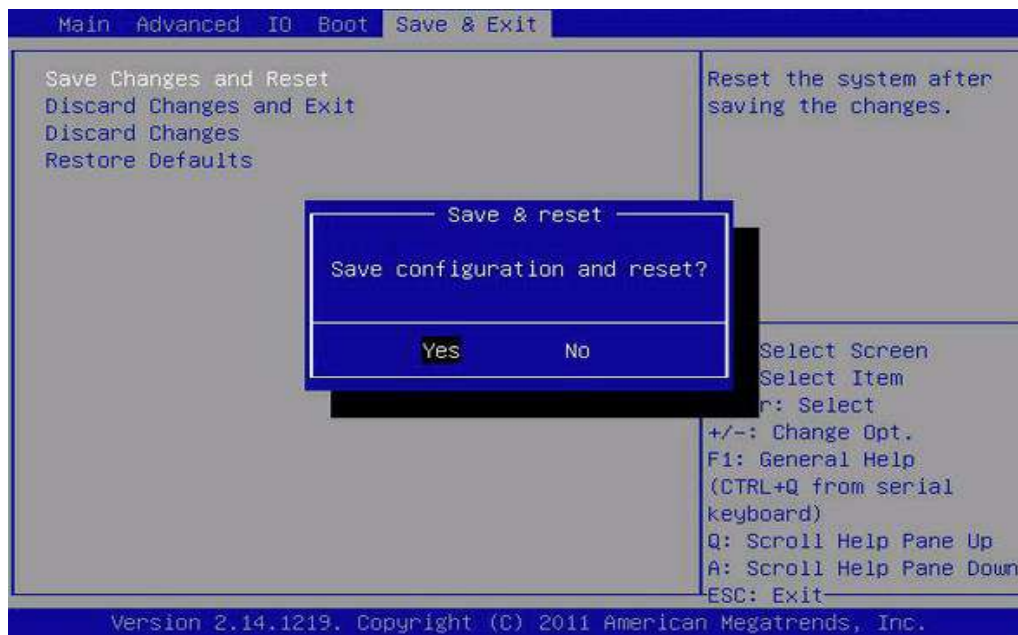 Main Advanced IO Boot Save & Exit
Save Changes and Reset
Discard Changes and Exit
Discard Changes
Restore Defaults
Reset the system after
saving the changes.
Save & reset
Save configuration and reset?
Yes No
Select Screen
Select Item
r: Select
+/-: Change Opt.
F1: General Help
(CTRL+Q from serial
keyboard)
Q: Scroll Help Pane Up
A: Scroll Help Pane Down
ESC: Exit
Version 2.14.1219. Copyright (C) 2011 American Megatrends, Inc.